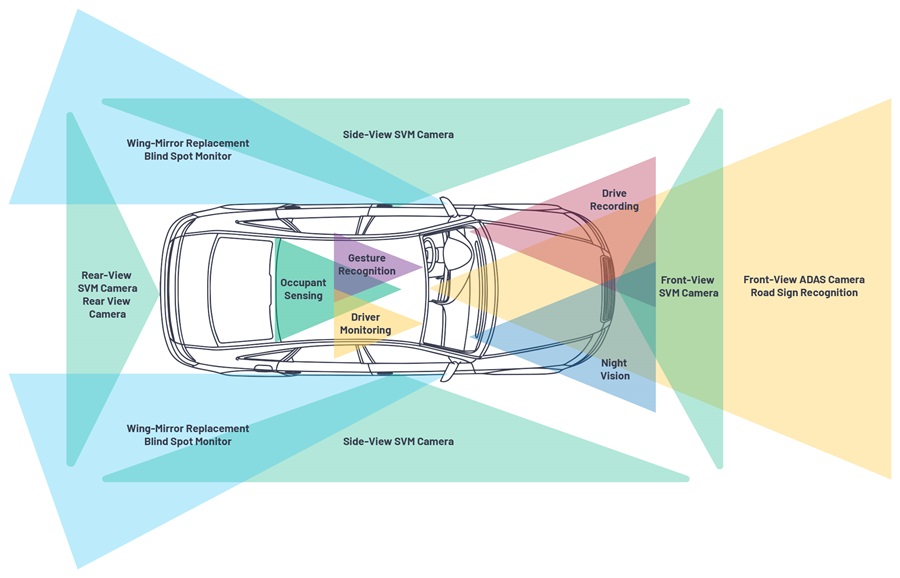 Wing-Mirror Replacement
Blind Spot Monitor
Side-View SVM Camera
Drive
Recording
Rear-View
SVM Camera
Rear View
Camera
Occupant
Sensing
Gesture
Recognition
Driver
Monitoring
Front-View
SVM Camera
Front-View ADAS Camera
Road Sign Recognition
Night
Vision
Wing-Mirror Replacement
Blind Spot Monitor
Side-View SVM Camera